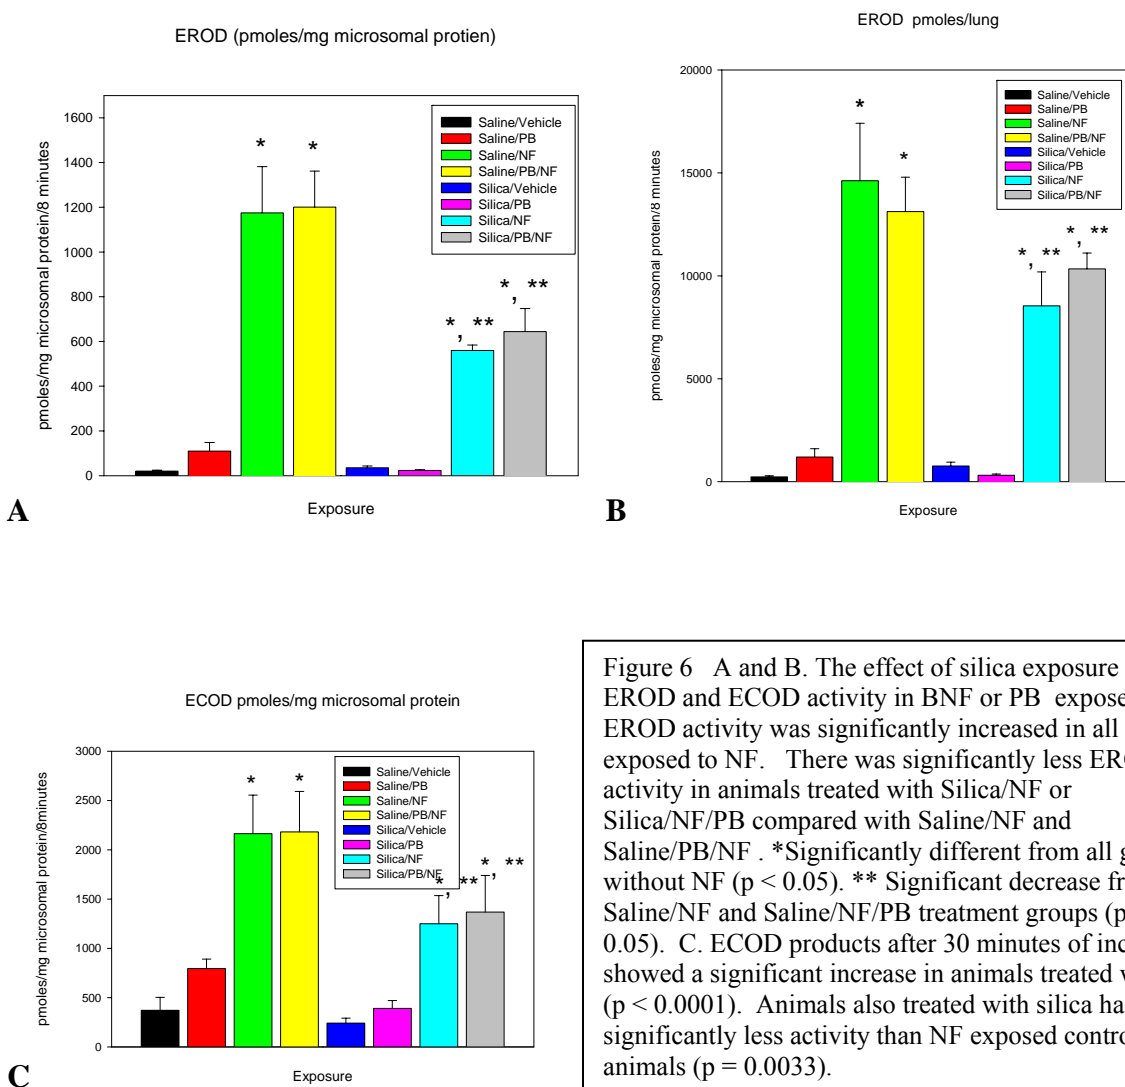 EROD (pmoles/mg microsomal protien)
pmoles/mg microsomal protein/8 minutes
1600
1400
1200
1000
800
600
400
200
0
Saline/Vehicle
Saline/PB
Saline/NF
Saline/PB/NF
Silica/Vehicle
Silica/PB
Silica/NF
Silica/PB/NF
*
*
*, **
*, **
Exposure
A
EROD pmoles/lung
pmoles/mg microsomal protein/8 minutes
20000
15000
10000
5000
0
Saline/Vehicle
Saline/PB
Saline/NF
Saline/PB/NF
Silica/Vehicle
Silica/PB
Silica/NF
Silica/PB/NF
*
*
*, **
*, **
Exposure
B
ECOD pmoles/mg microsomal protein
pmoles/mg microsomal protein/8minutes
3000
2500
2000
1500
1000
500
0
Saline/Vehicle
Saline/PB
Saline/NF
Saline/PB/NF
Silica/Vehicle
Silica/PB
Silica/NF
Silica/PB/NF
*
*
*, **
*, **
Exposure
C
Figure 6 A and B. The effect of silica exposure
EROD and ECOD activity in BNF or PB expose
EROD activity was significantly increased in all
exposed to NF. There was significantly less ERO
activity in animals treated with Silica/NF or
Silica/NF/PB compared with Saline/NF and
Saline/PB/NF . *Significantly different from all g
without NF (p < 0.05). ** Significant decrease fr
Saline/NF and Saline/NF/PB treatment groups (p
0.05). C. ECOD products after 30 minutes of inc
showed a significant increase in animals treated w
(p < 0.0001). Animals also treated with silica ha
significantly less activity than NF exposed contro
animals (p = 0.0033).